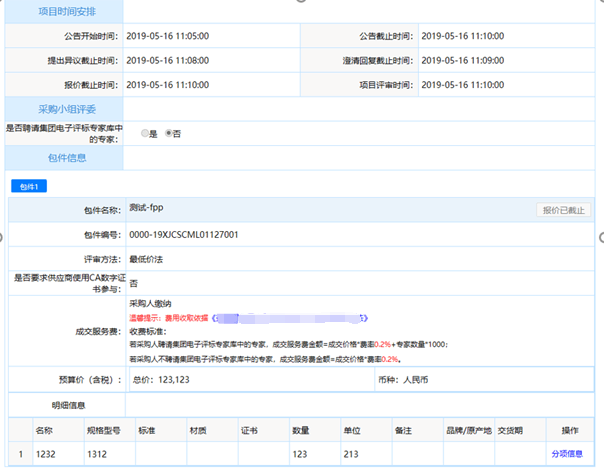 项目时间安排
公告开始时间： 2019-05-16 11:05:00 公告截止时间： 2019-05-16 11:10:00
提出异议截止时间： 2019-05-16 11:08:00 澄清回复截止时间： 2019-05-16 11:09:00
报价截止时间： 2019-05-16 11:10:00 项目评审时间： 2019-05-16 11:10:00
采购小组评委
是否聘请集团电子评标专家库中
的专家： 是 否
包件信息
包件1
包件名称： 测试-fpp 报价已截止
包件编号： 0000-19XJCSCML01127001
评审方法： 最低价法
是否要求供应商使用CA数字证
书参与： 否
成交服务费： 采购人缴纳
温馨提示：费用收取依据《 》
收费标准：
若采购人聘请集团电子评标专家库中的专家，成交服务费金额=成交价格*费率0.2%+专家数量*1000；
若采购人不聘请集团电子评标专家库中的专家，成交服务费金额=成交价格*费率0.2%。
预算价（含税）： 总价：123,123 币种：人民币
明细信息
名称 规格型号 标准 材质 证书 数量 单位 备注 品牌/原产地 交货期 操作
1 1232 1312 123 213 分项信息